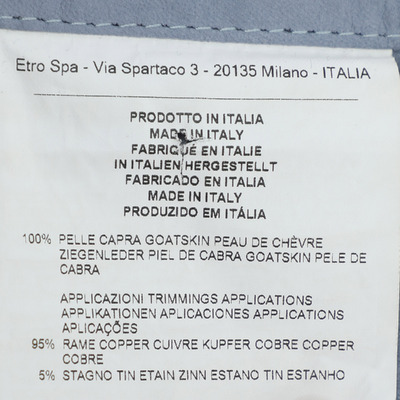 Etro Spa - Via Spartaco 3 - 20135 Milano - ITALIA
PRODOTTO IN ITALIA
MADE IN ITALY
FABRIQUÉ EN ITALIE
IN ITALIEN HERGESTELLT
FABRICADO EN ITALIA
MADE IN ITALY
PRODUZIDO EM ITÁLIA
100% PELLE CAPRA GOATSKIN PEAU DE CHÈVRE
ZIEGENLEDER PIEL DE CABRA GOATSKIN PELE DE
CABRA
APPLICAZIONI TRIMMINGS APPLICATIONS
APPLIKATIONEN APLICACIONES APPLICATIONS
APLICAÇÕES
95% RAME COPPER CUIVRE KUPFER COBRE COPPER
COBRE
5% STAGNO TIN ETAIN ZINN ESTANO TIN ESTANHO